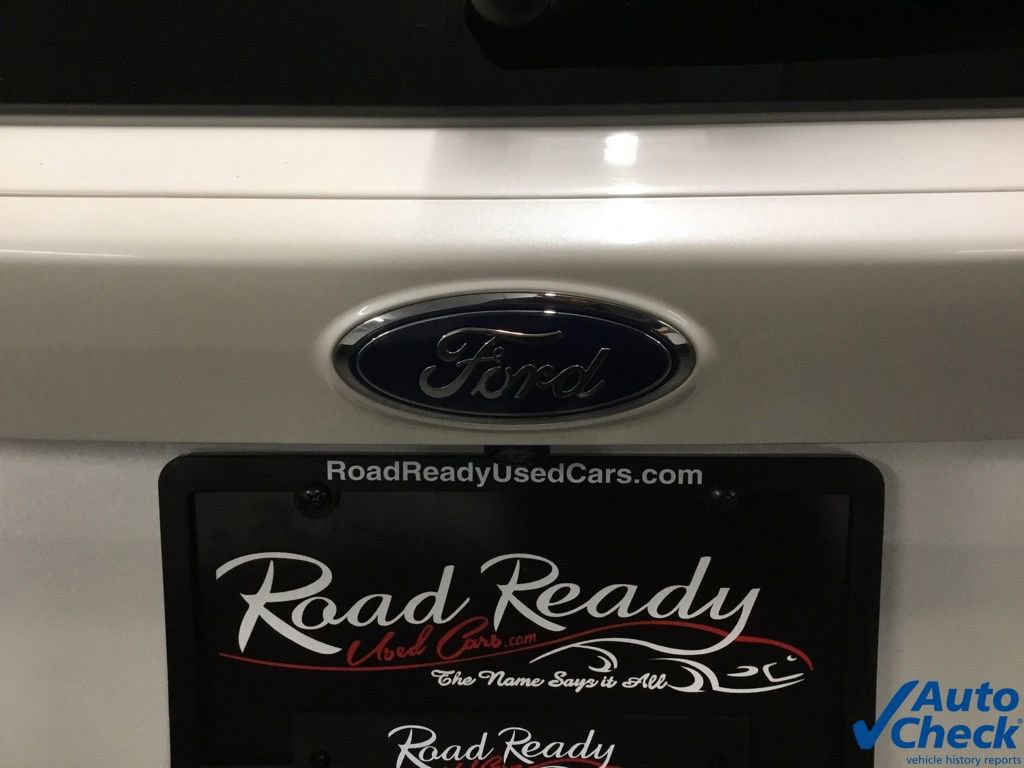 Ford
RoadReadyUsedCars.com
Road Ready
Used Cars.com
The Name Says it All
Road Ready
Auto
Check®
vehicle history reports